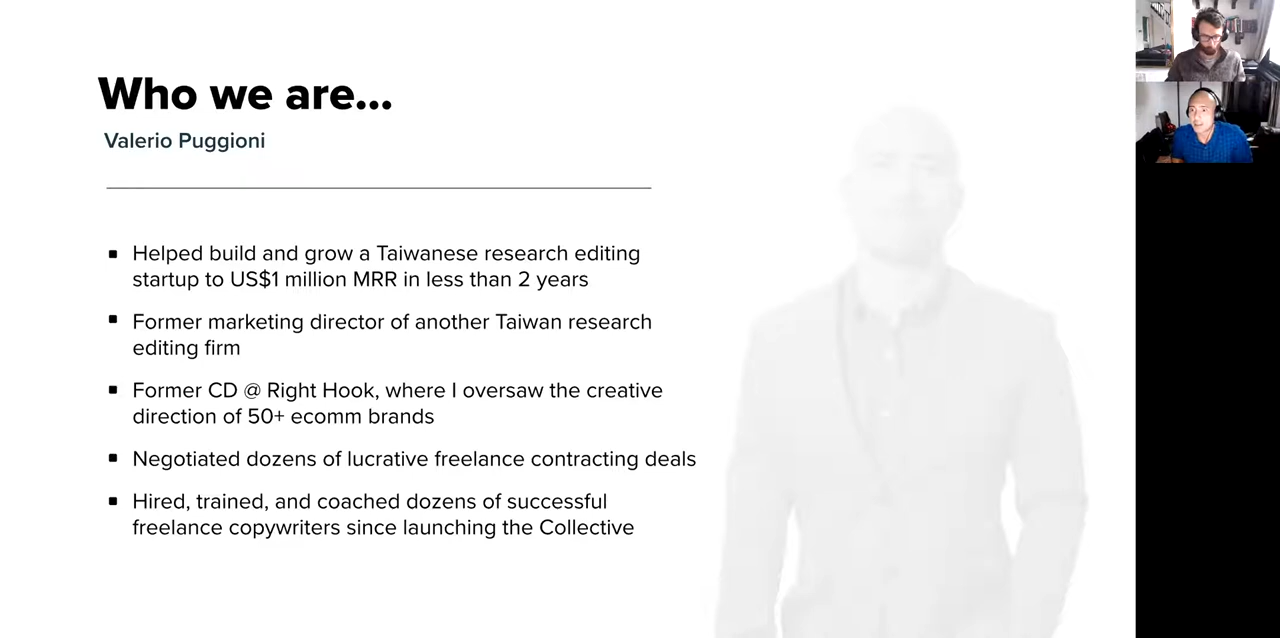 Who we are...
Valerio Puggioni
Helped build and grow a Taiwanese research editing
startup to US$1 million MRR in less than 2 years
Former marketing director of another Taiwan research
editing firm
Former CD @ Right Hook, where I oversaw the creative
direction of 50+ ecomm brands
Negotiated dozens of lucrative freelance contracting deals
Hired, trained, and coached dozens of successful
freelance copywriters since launching the Collective